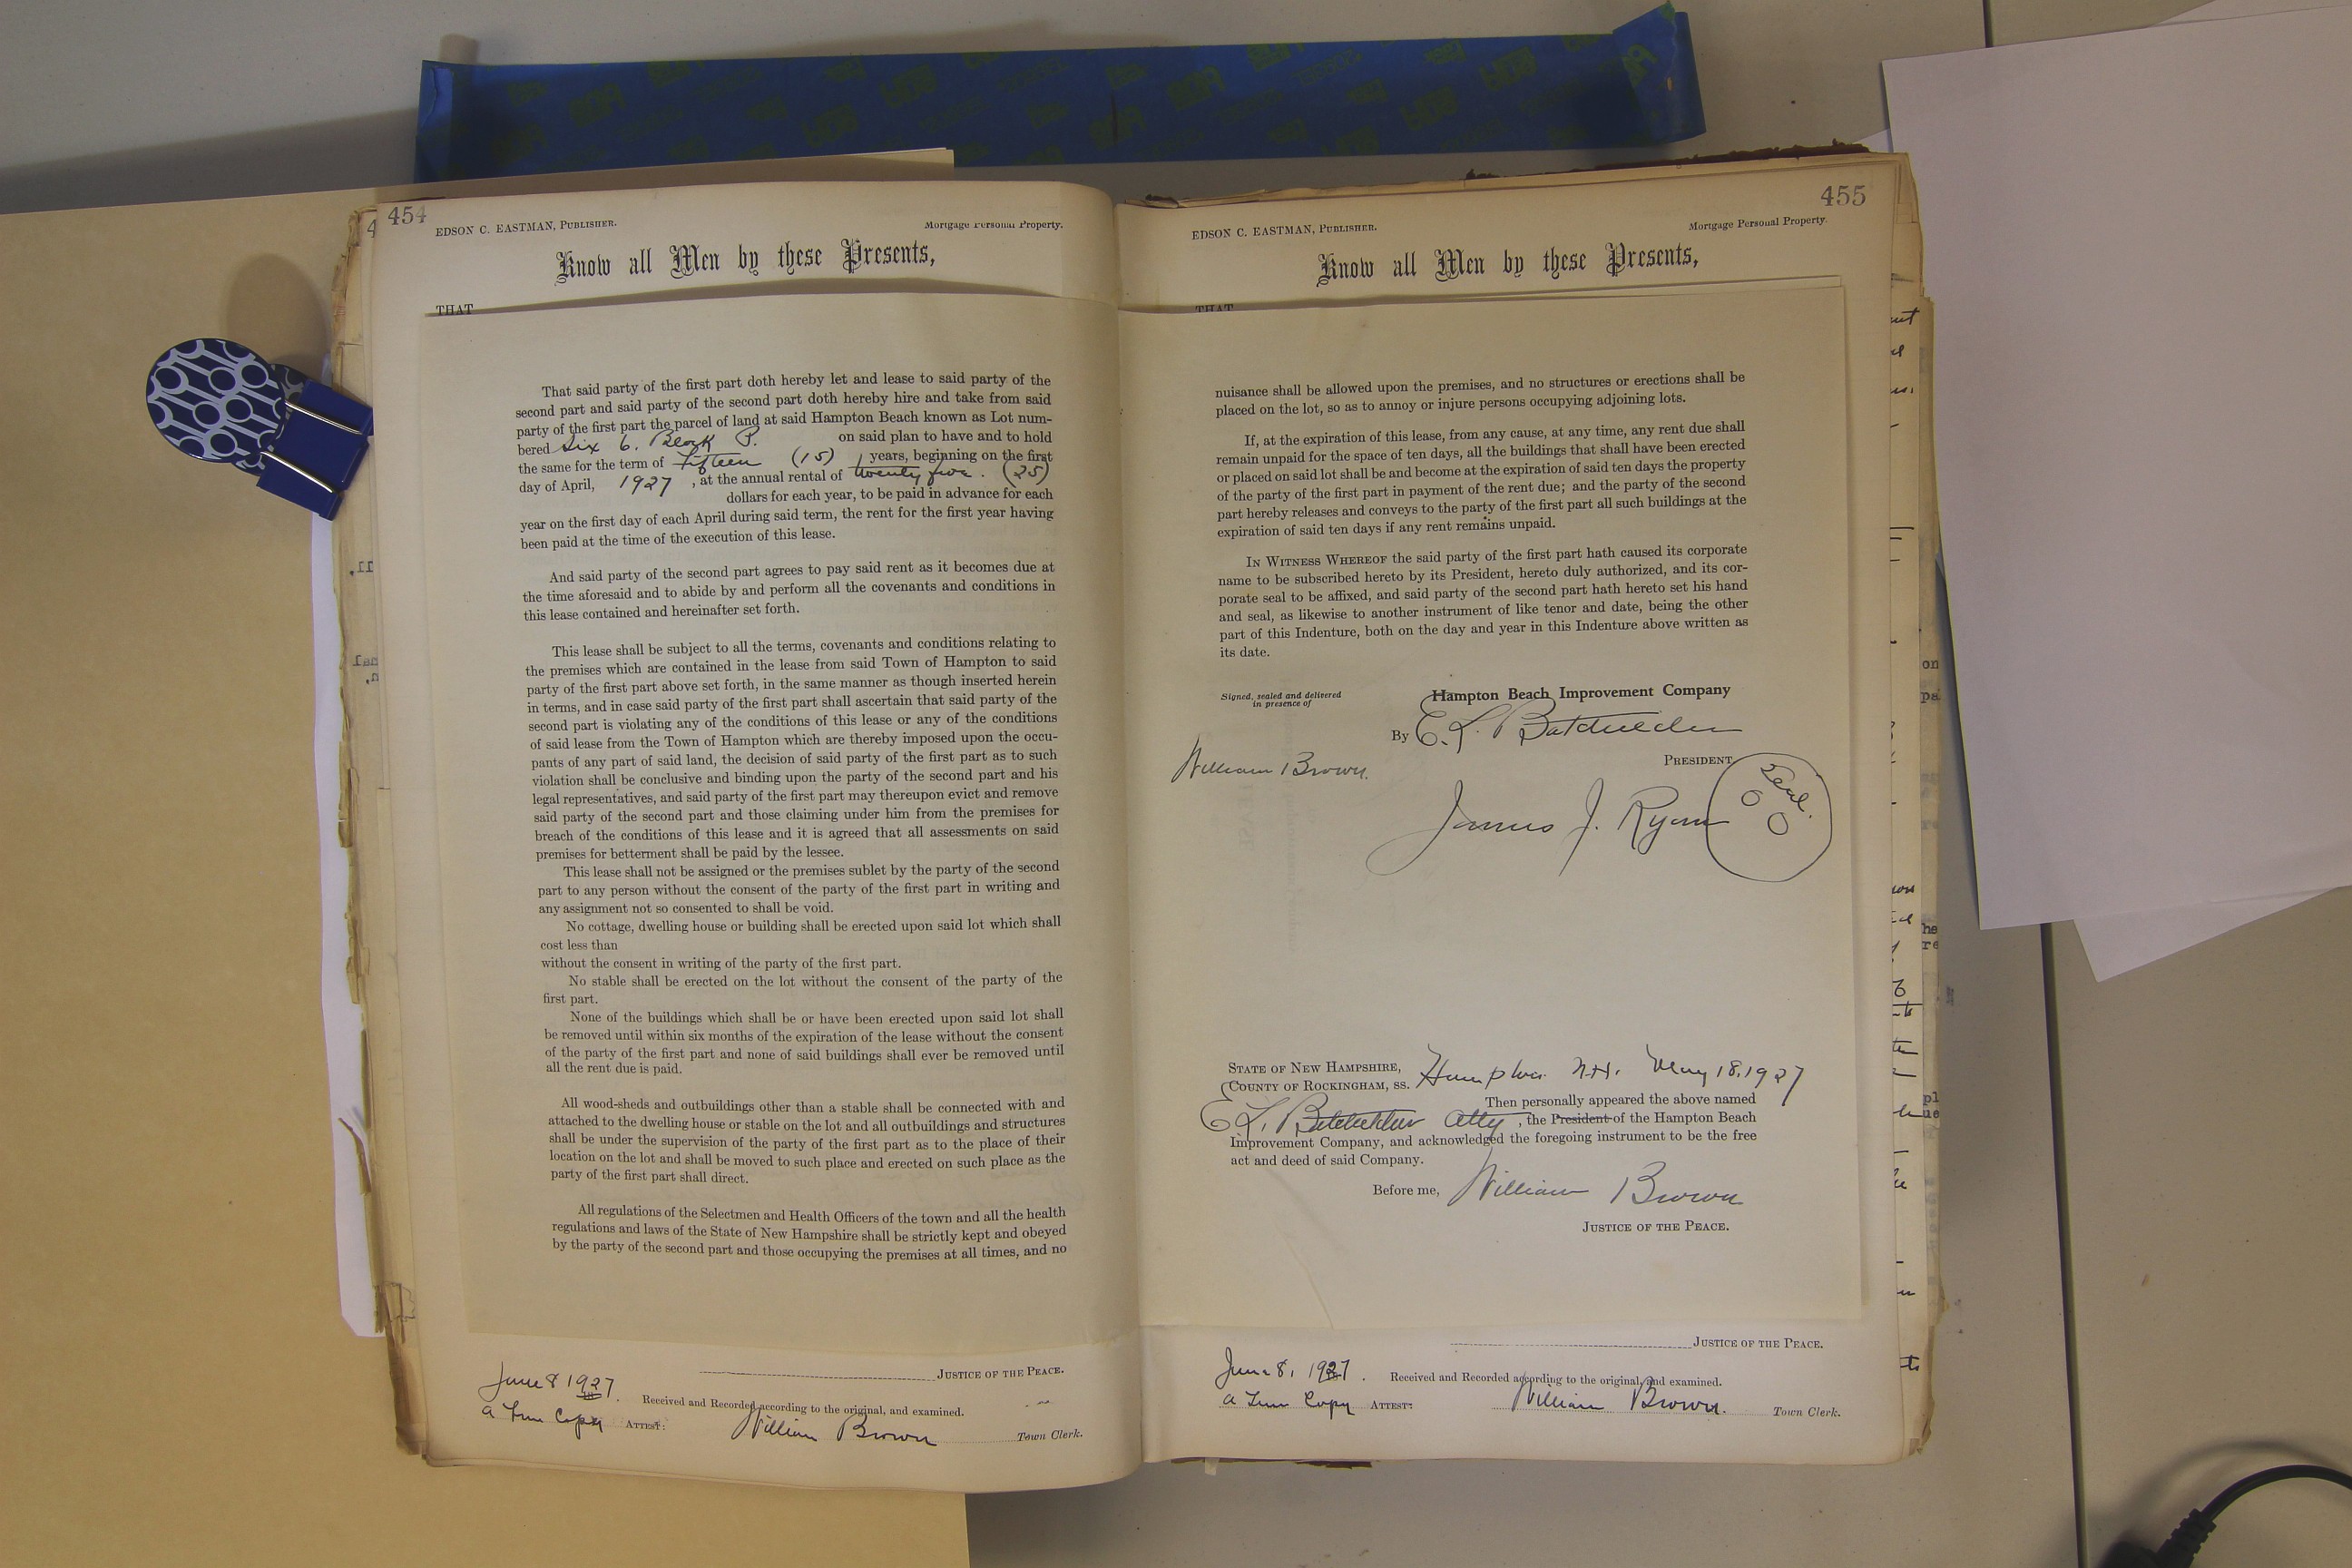 454
EDSON C. EASTMAN, PUBLISHER.
Mortgage Personal Property.
Know all Men by these Presents,
THAT
That said party of the first part doth hereby let and lease to said party of the
second part and said party of the second part doth hereby hire and take from said
party of the first part the parcel of land at said Hampton Beach known as Lot num-
bered Six 6. Block P. on said plan to have and to hold
the same for the term of fifteen (15) years, beginning on the first
day of April, 1927 , at the annual rental of twenty five. (25)
dollars for each year, to be paid in advance for each
year on the first day of each April during said term, the rent for the first year having
been paid at the time of the execution of this lease.
And said party of the second part agrees to pay said rent as it becomes due at
the time aforesaid and to abide by and perform all the covenants and conditions in
this lease contained and hereinafter set forth.
This lease shall be subject to all the terms, covenants and conditions relating to
the premises which are contained in the lease from said Town of Hampton to said
party of the first part above set forth, in the same manner as though inserted herein
in terms, and in case said party of the first part shall ascertain that said party of the
second part is violating any of the conditions of this lease or any of the conditions
of said lease from the Town of Hampton which are thereby imposed upon the occu-
pants of any part of said land, the decision of said party of the first part as to such
violation shall be conclusive and binding upon the party of the second part and his
legal representatives, and said party of the first part may thereupon evict and remove
said party of the second part and those claiming under him from the premises for
breach of the conditions of this lease and it is agreed that all assessments on said
premises for betterment shall be paid by the lessee.
This lease shall not be assigned or the premises sublet by the party of the second
part to any person without the consent of the party of the first part in writing and
any assignment not so consented to shall be void.
No cottage, dwelling house or building shall be erected upon said lot which shall
cost less than
without the consent in writing of the party of the first part.
No stable shall be erected on the lot without the consent of the party of the
first part.
None of the buildings which shall be or have been erected upon said lot shall
be removed until within six months of the expiration of the lease without the consent
of the party of the first part and none of said buildings shall ever be removed until
all the rent due is paid.
All wood-sheds and outbuildings other than a stable shall be connected with and
attached to the dwelling house or stable on the lot and all outbuildings and structures
shall be under the supervision of the party of the first part as to the place of their
location on the lot and shall be moved to such place and erected on such place as the
party of the first part shall direct.
All regulations of the Selectmen and Health Officers of the town and all the health
regulations and laws of the State of New Hampshire shall be strictly kept and obeyed
by the party of the second part and those occupying the premises at all times, and no
JUSTICE OF THE PEACE.
June 8 1927. Received and Recorded according to the original, and examined.
A True Copy ATTEST: William Brown Town Clerk.
455
EDSON C. EASTMAN, PUBLISHER.
Mortgage Personal Property.
Know all Men by these Presents,
THAT
nuisance shall be allowed upon the premises, and no structures or erections shall be
placed on the lot, so as to annoy or injure persons occupying adjoining lots.
If, at the expiration of this lease, from any cause, at any time, any rent due shall
remain unpaid for the space of ten days, all the buildings that shall have been erected
or placed on said lot shall be and become at the expiration of said ten days the property
of the party of the first part in payment of the rent due; and the party of the second
part hereby releases and conveys to the party of the first part all such buildings at the
expiration of said ten days if any rent remains unpaid.
IN WITNESS WHEREOF the said party of the first part hath caused its corporate
name to be subscribed hereto by its President, hereto duly authorized, and its cor-
porate seal to be affixed, and said party of the second part hath hereto set his hand
and seal, as likewise to another instrument of like tenor and date, being the other
part of this Indenture, both on the day and year in this Indenture above written as
its date.
Signed, sealed and delivered
in presence of
Hampton Beach Improvement Company
By E. L. Batchelder
PRESIDENT
William Brown.
James J. Ryan
Seal.
STATE OF NEW HAMPSHIRE,
COUNTY OF ROCKINGHAM, SS. Hampton N.H. May 18, 1927
Then personally appeared the above named
E L. Batchelder Atty , the President of the Hampton Beach
Improvement Company, and acknowledged the foregoing instrument to be the free
act and deed of said Company.
Before me, William Brown
JUSTICE OF THE PEACE.
JUSTICE OF THE PEACE.
June 8, 1927. Received and Recorded according to the original, and examined.
A True Copy ATTEST: William Brown. Town Clerk.